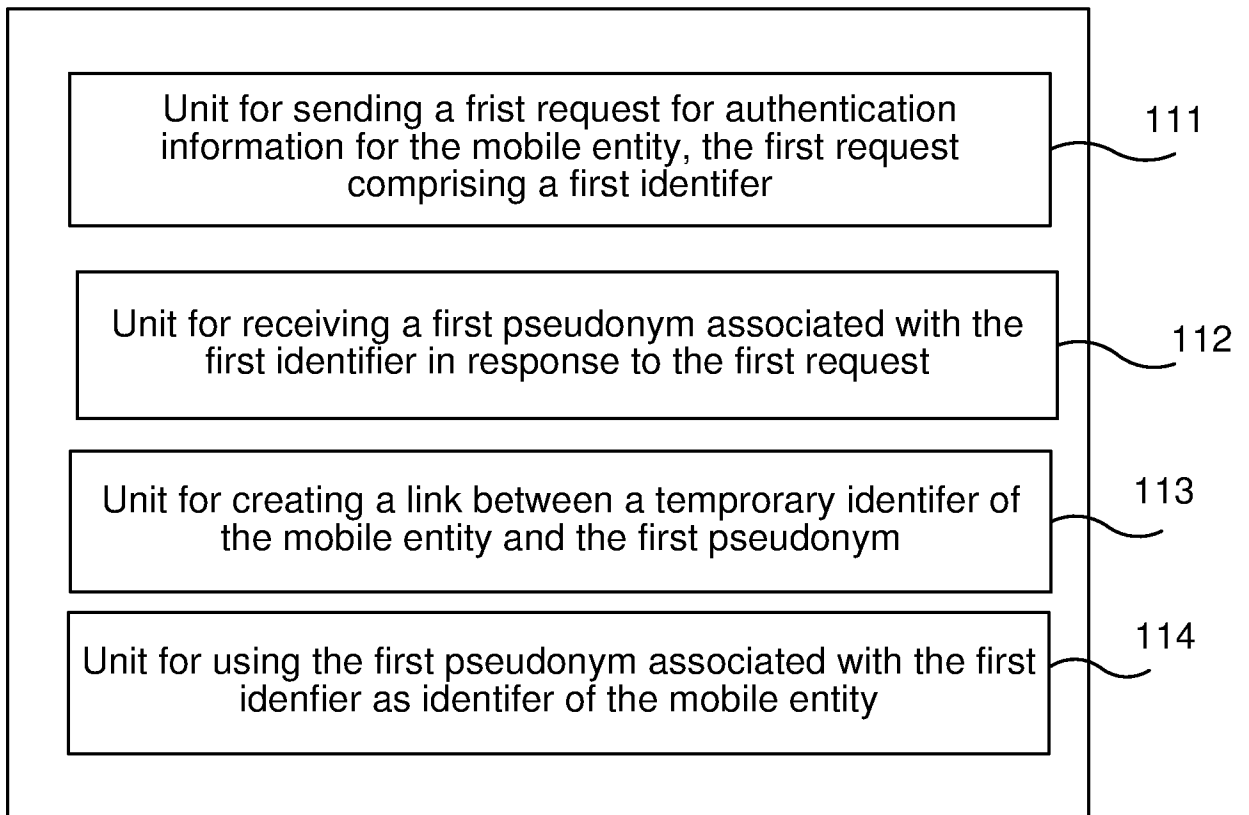 Unit for sending a frist request for authentication
information for the mobile entity, the first request
comprising a first identifer
111
Unit for receiving a first pseudonym associated with the
first identifier in response to the first request
112
Unit for creating a link between a temprorary identifer of
the mobile entity and the first pseudonym
113
Unit for using the first pseudonym associated with the first
idenfier as identifer of the mobile entity
114